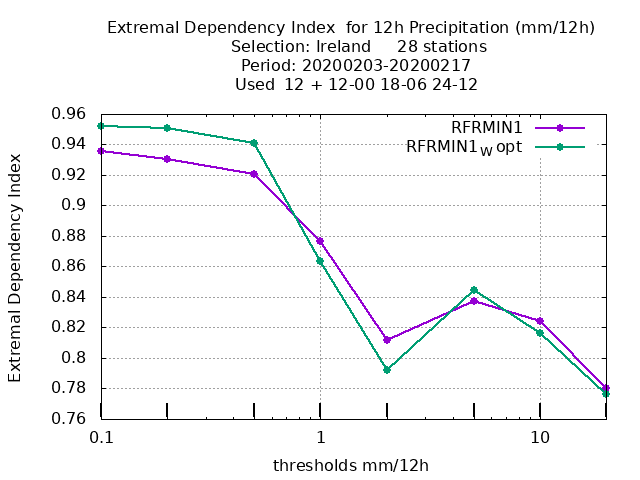 Extremal Dependency Index  for 12h Precipitation (mm/12h)
Selection: Ireland     28 stations
Period: 20200203-20200217
Used  12 + 12-00 18-06 24-12
RFRMIN1
RFRMIN1W opt
Extremal Dependency Index
0.96
0.94
0.92
0.9
0.88
0.86
0.84
0.82
0.8
0.78
0.76
0.1
1
10
thresholds mm/12h